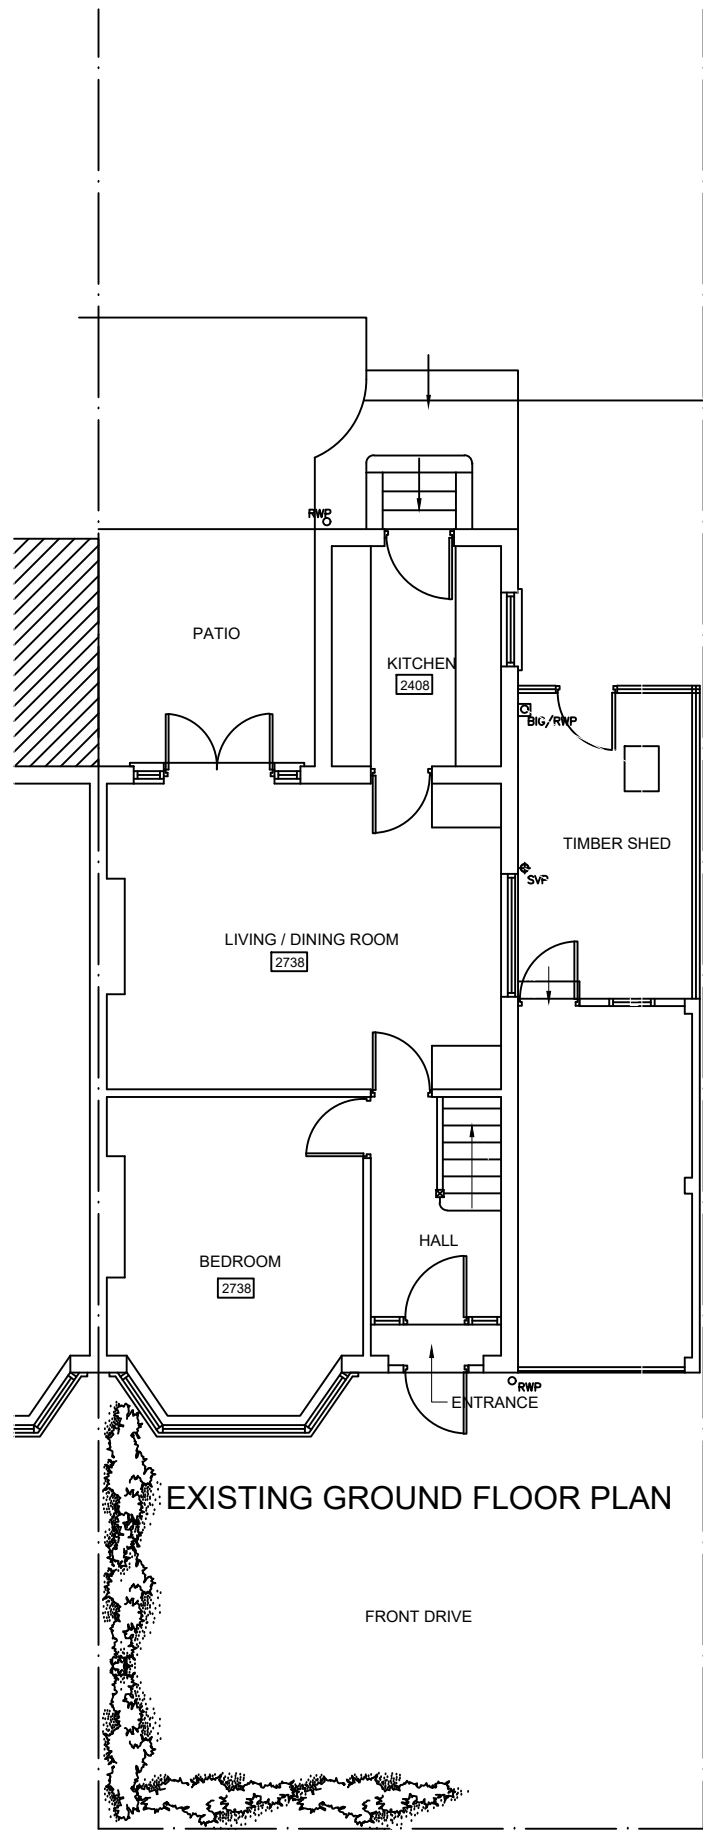 RWP
PATIO
KITCHEN
2408
BIG/RWP
TIMBER SHED
SVP
LIVING / DINING ROOM
2738
HALL
BEDROOM
2738
RWP
ENTRANCE
EXISTING GROUND FLOOR PLAN
FRONT DRIVE